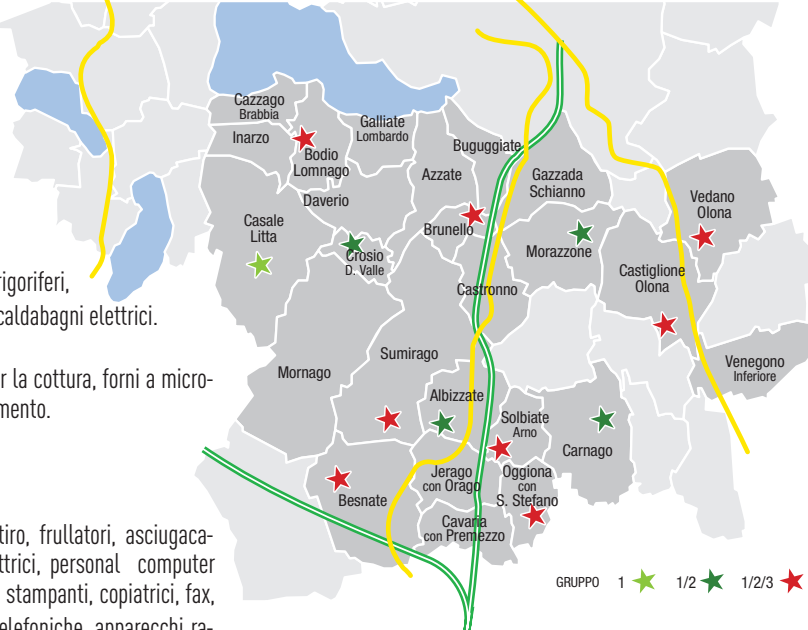 rigoriferi,
caldabagni elettrici.
r la cottura, forni a micro-
mento.
tiro, frullatori, asciugaca-
ttrici, personal computer
stampanti, copiatrici, fax,
elefoniche, apparecchi ra-
Cazzago
Brabbia
Inarzo
Bodio
Lomnago
Galliate
Lombardo
Daverio
Azzate
Buguggiate
Gazzada
Schianno
Vedano
Olona
Casale
Litta
Crosio
D. Valle
Brunello
Morazzone
Castiglione
Olona
Castronno
Mornago
Sumirago
Venegono
Inferiore
Albizzate
Solbiate
Arno
Carnago
Besnate
Jerago
con Orago
Oggiona
con
S. Stefano
Cavaria
con Premezzo
GRUPPO 1 1/2 1/2/3